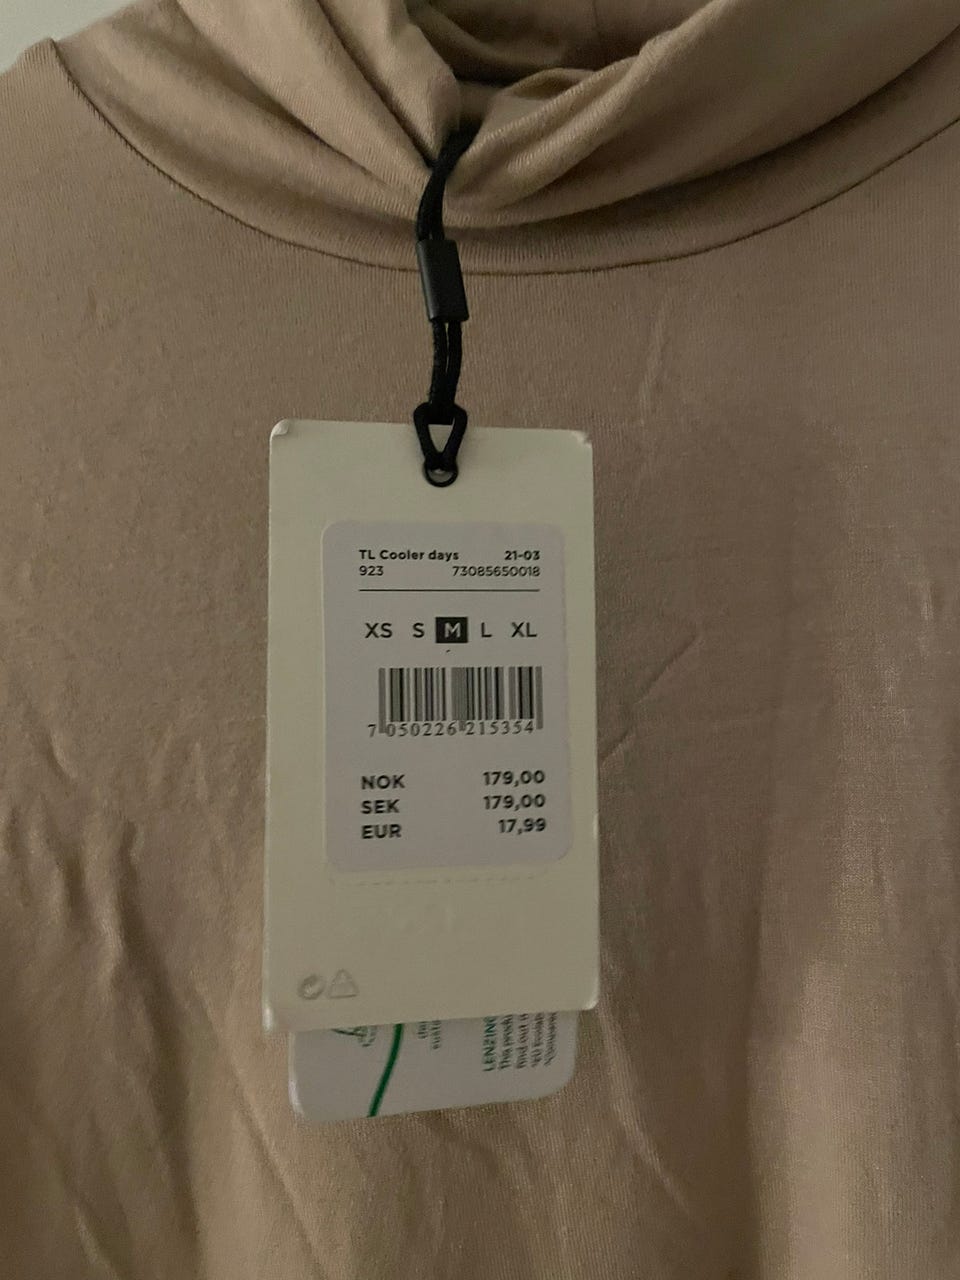 TL Cooler days 21-03
923 73085650018
XS S M L XL
7 050226 215354
NOK 179,00
SEK 179,00
EUR 17,99
LENZING